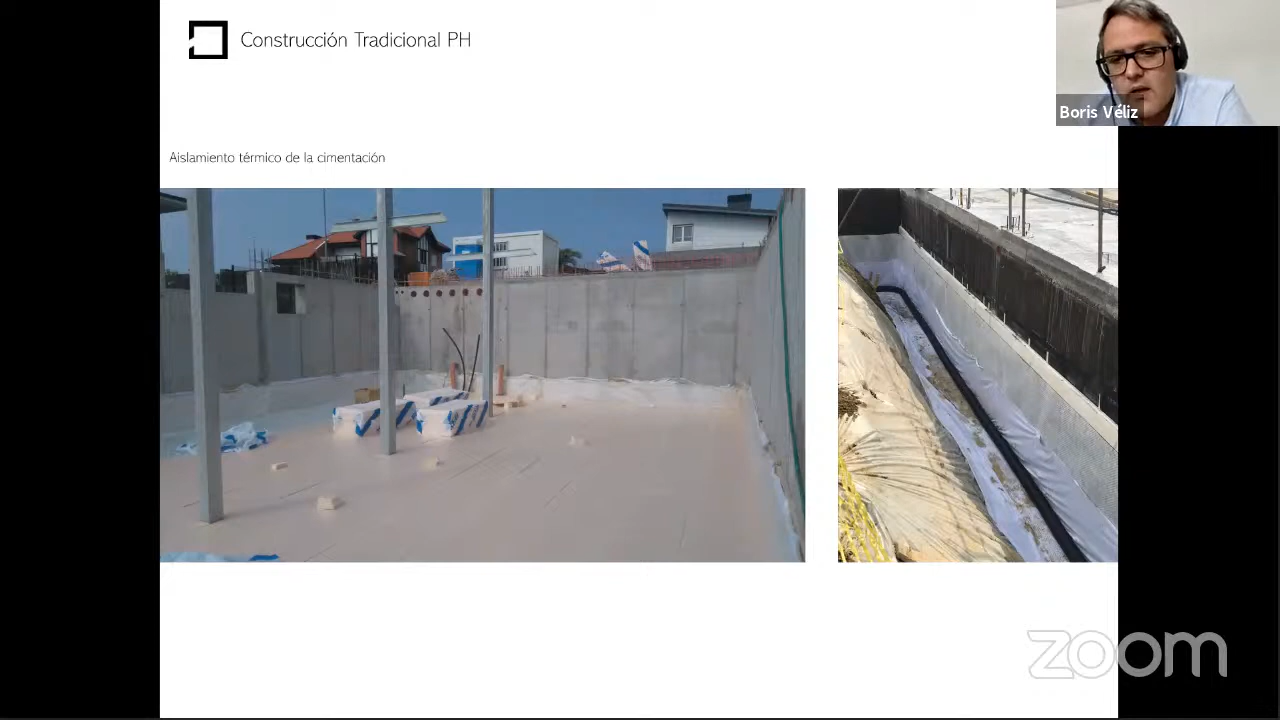 Construcción Tradicional PH
Boris Véliz
Aislamiento térmico de la cimentación
zoom